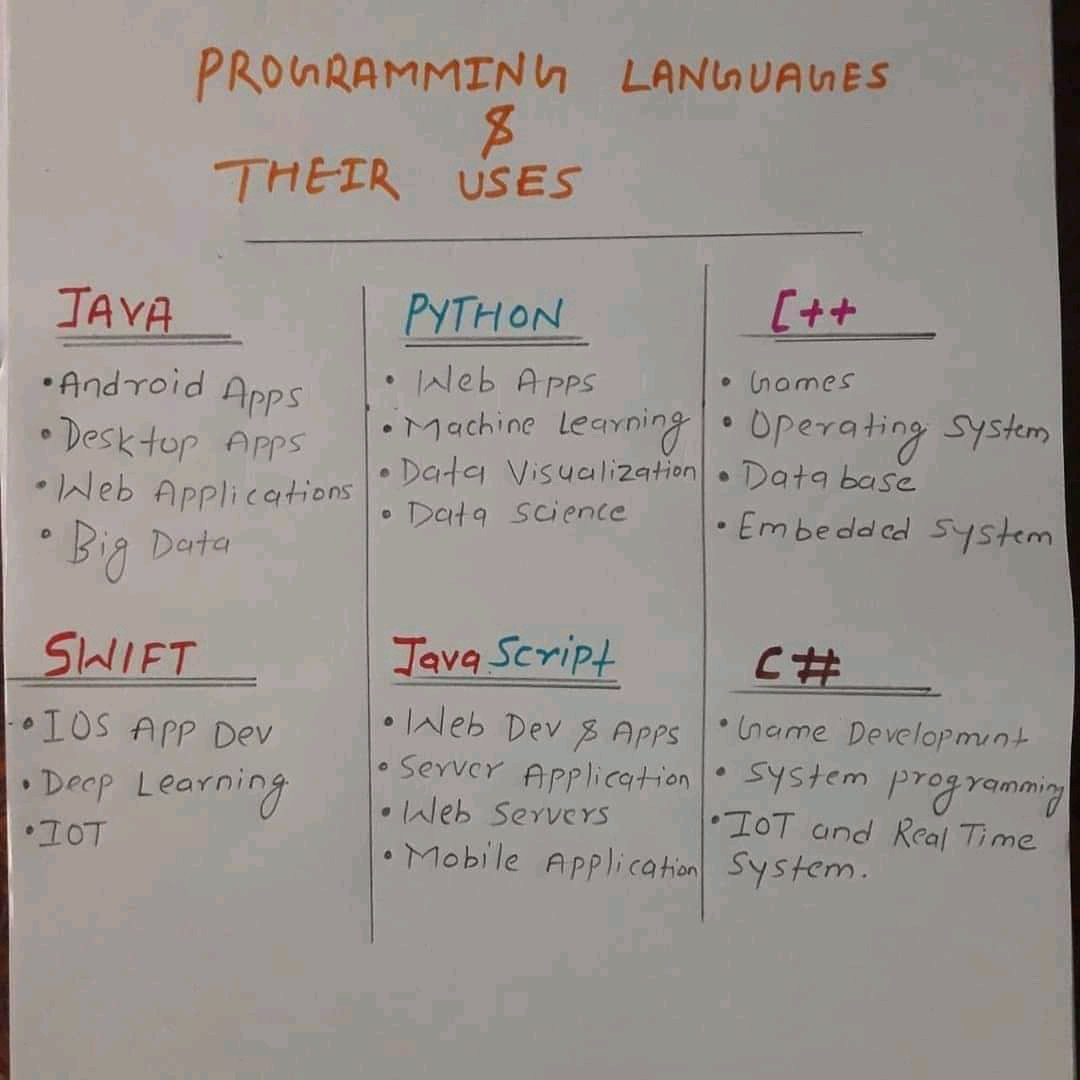 PROGRAMMING LANGUAGES
&
THEIR USES
JAVA
• Android Apps
• Desktop Apps
• Web Applications
• Big Data
PYTHON
• Web Apps
• Machine Learning
• Data Visualization
• Data science
C++
• Games
• Operating System
• Data base
• Embedded System
SWIFT
• IOS App Dev
• Deep Learning
• IOT
JavaScript
• Web Dev & Apps
• Server Application
• Web Servers
• Mobile Application
C#
• Game Development
• System programming
• IOT and Real Time
System.